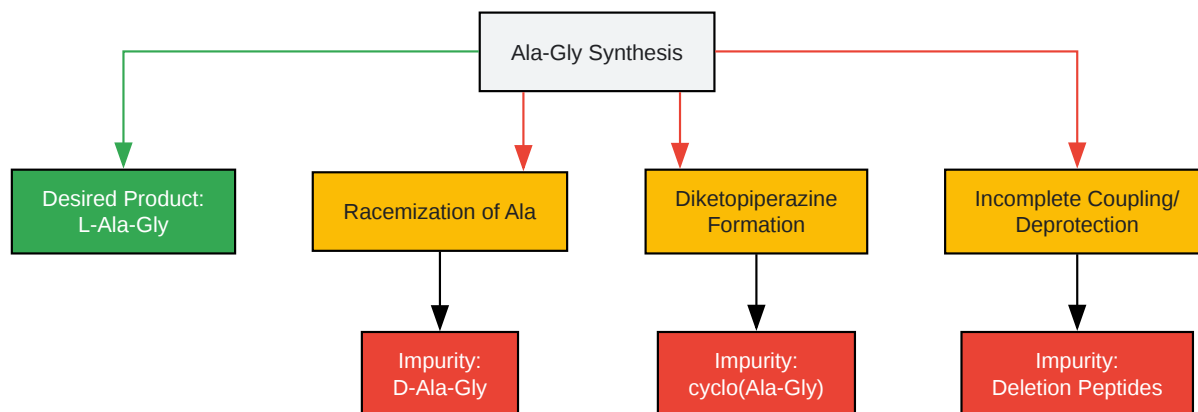 Ala-Gly Synthesis
Desired Product:
L-Ala-Gly
Racemization of Ala
Diketopiperazine
Formation
Incomplete Coupling/
Deprotection
Impurity:
D-Ala-Gly
Impurity:
cyclo(Ala-Gly)
Impurity:
Deletion Peptides